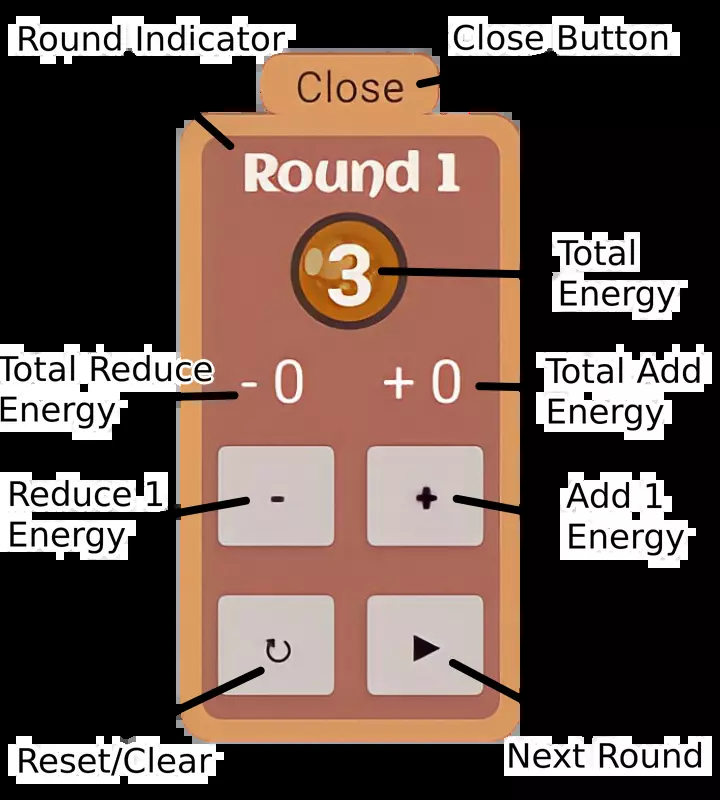 Round Indicator
Close Button
Close
Round 1
3
Total
Energy
Total Reduce
Energy
- 0
+ 0
Total Add
Energy
Reduce 1
Energy
-
+
Add 1
Energy
Reset/Clear
Next Round